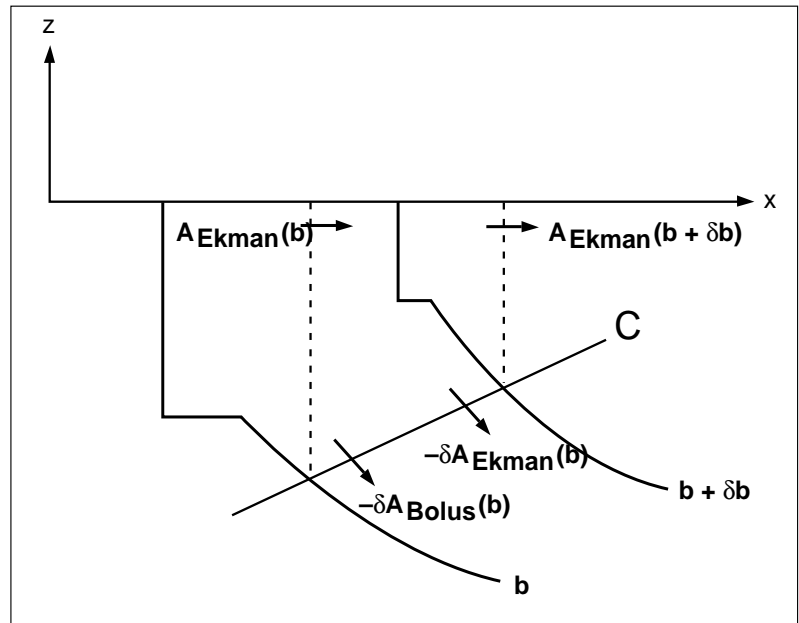 z
x
A Ekman (b)
A Ekman (b + δb)
C
–δA Ekman (b)
–δA Bolus (b)
b + δb
b